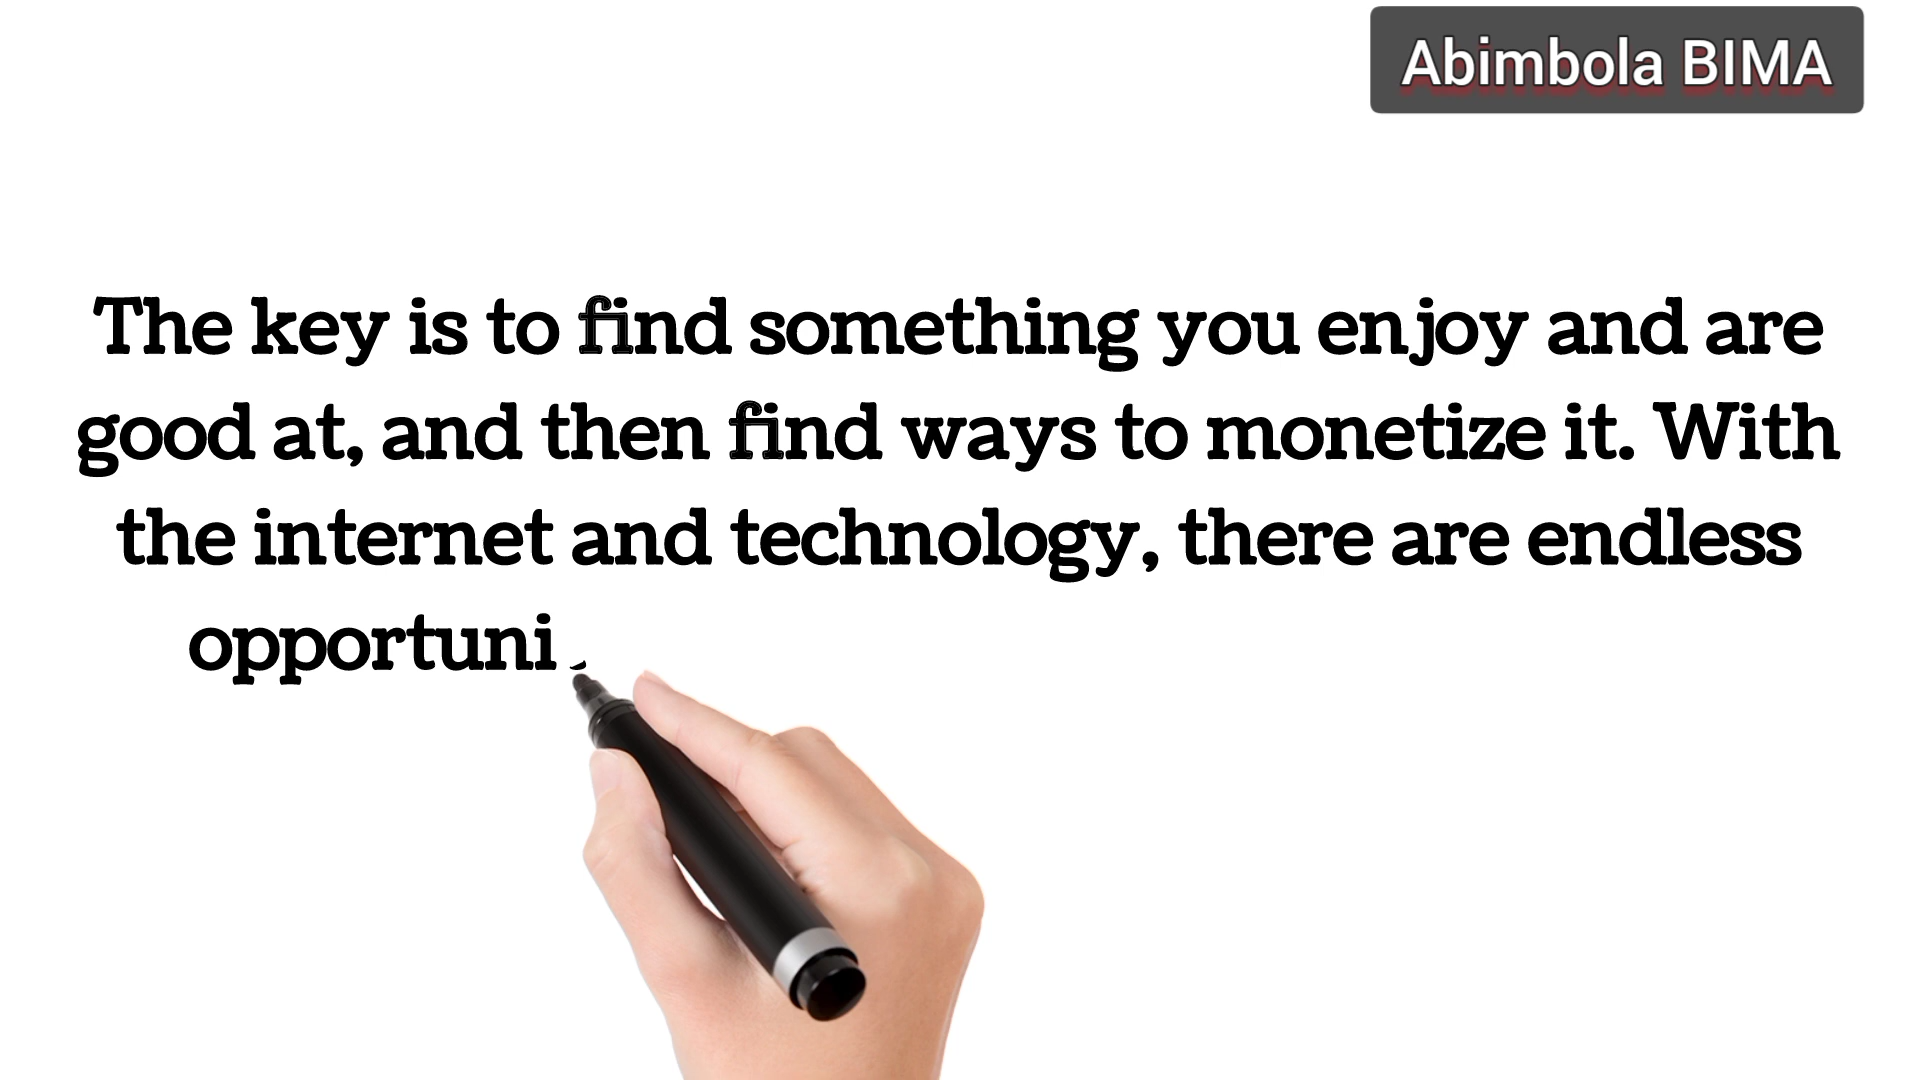 Abimbola BIMA
The key is to find something you enjoy and are
good at, and then find ways to monetize it. With
the internet and technology, there are endless
opportuni